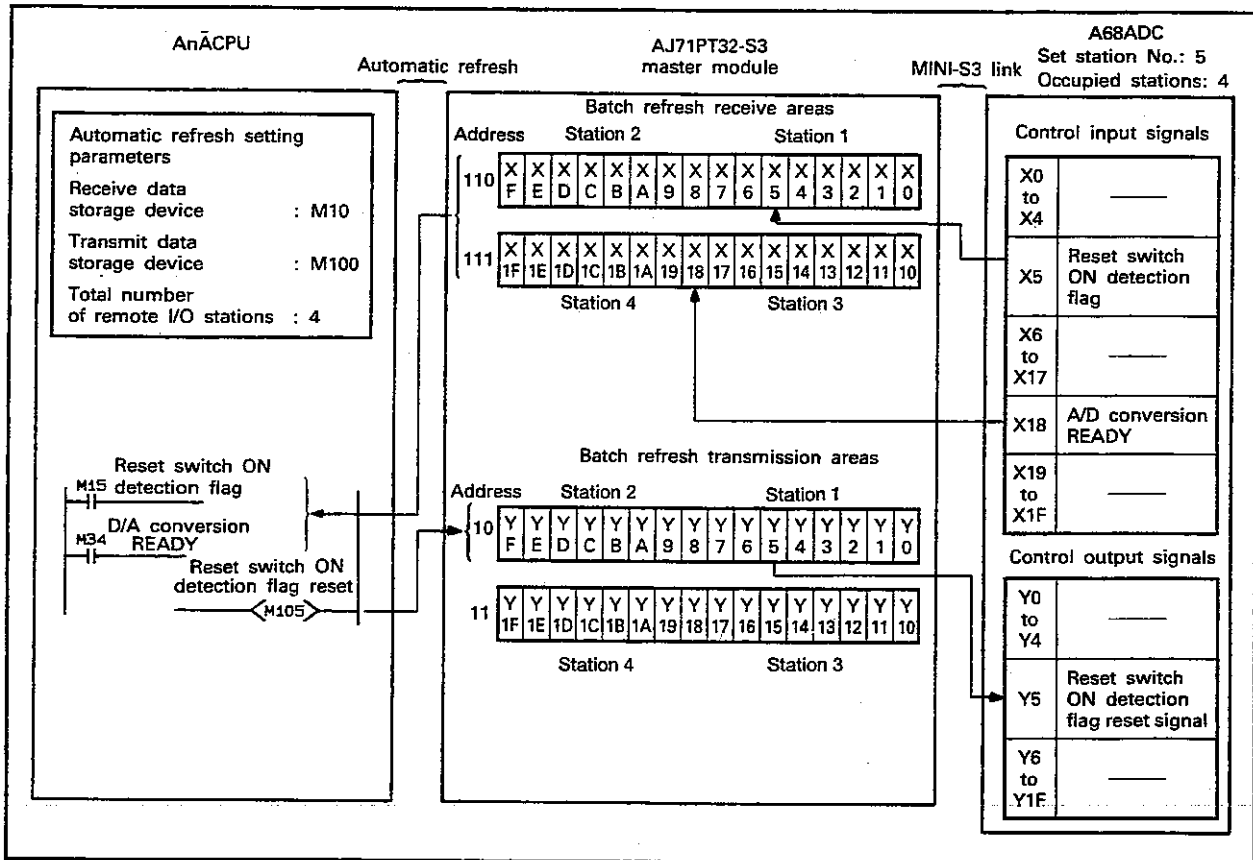 AnĀCPU
Automatic refresh
AJ71PT32-S3
master module
MINI-S3 link
A68ADC
Set station No.: 5
Occupied stations: 4
Automatic refresh setting
parameters
Receive data
storage device : M10
Transmit data
storage device : M100
Total number
of remote I/O stations : 4
M15
Reset switch ON
detection flag
M34
D/A conversion
READY
Reset switch ON
detection flag reset
M105
Batch refresh receive areas
Address Station 2 Station 1
110 XF XE XD XC XB XA X9 X8 X7 X6 X5 X4 X3 X2 X1 X0
111 X1F X1E X1D X1C X1B X1A X19 X18 X17 X16 X15 X14 X13 X12 X11 X10
Station 4 Station 3
Batch refresh transmission areas
Address Station 2 Station 1
10 YF YE YD YC YB YA Y9 Y8 Y7 Y6 Y5 Y4 Y3 Y2 Y1 Y0
11 Y1F Y1E Y1D Y1C Y1B Y1A Y19 Y18 Y17 Y16 Y15 Y14 Y13 Y12 Y11 Y10
Station 4 Station 3
Control input signals
X0
to
X4
X5
Reset switch
ON detection
flag
X6
to
X17
X18
A/D conversion
READY
X19
to
X1F
Control output signals
Y0
to
Y4
Y5
Reset switch
ON detection
flag reset signal
Y6
to
Y1F